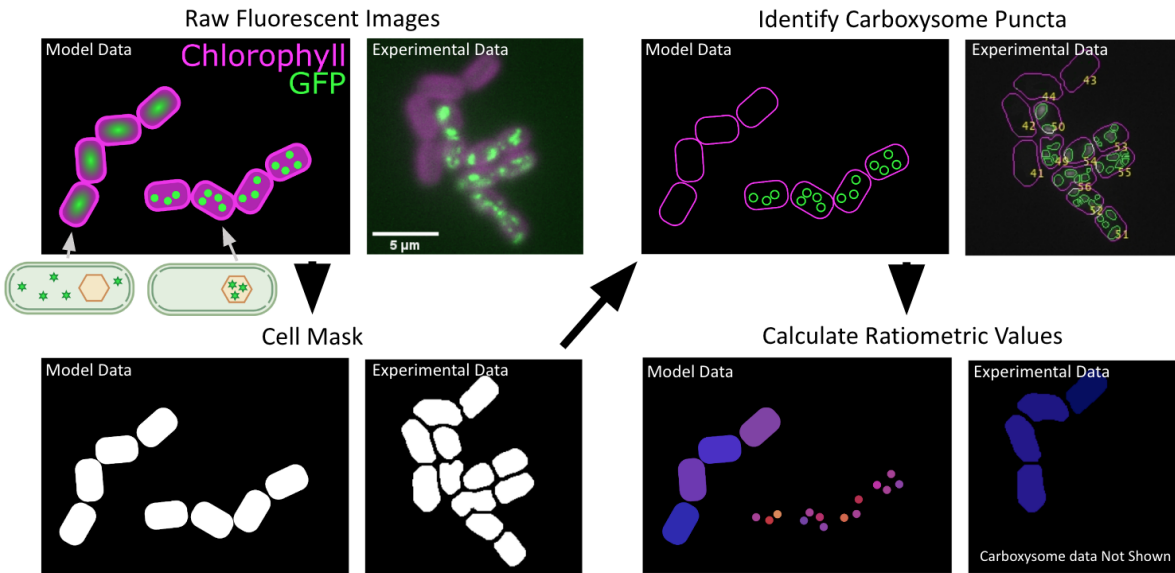 Raw Fluorescent Images
Model Data
Chlorophyll
GFP
Experimental Data
5 μm
Identify Carboxysome Puncta
Model Data
Experimental Data
43
44
42
50
53
49
54
41
55
56
52
51
Cell Mask
Model Data
Experimental Data
Calculate Ratiometric Values
Model Data
Experimental Data
Carboxysome data Not Shown